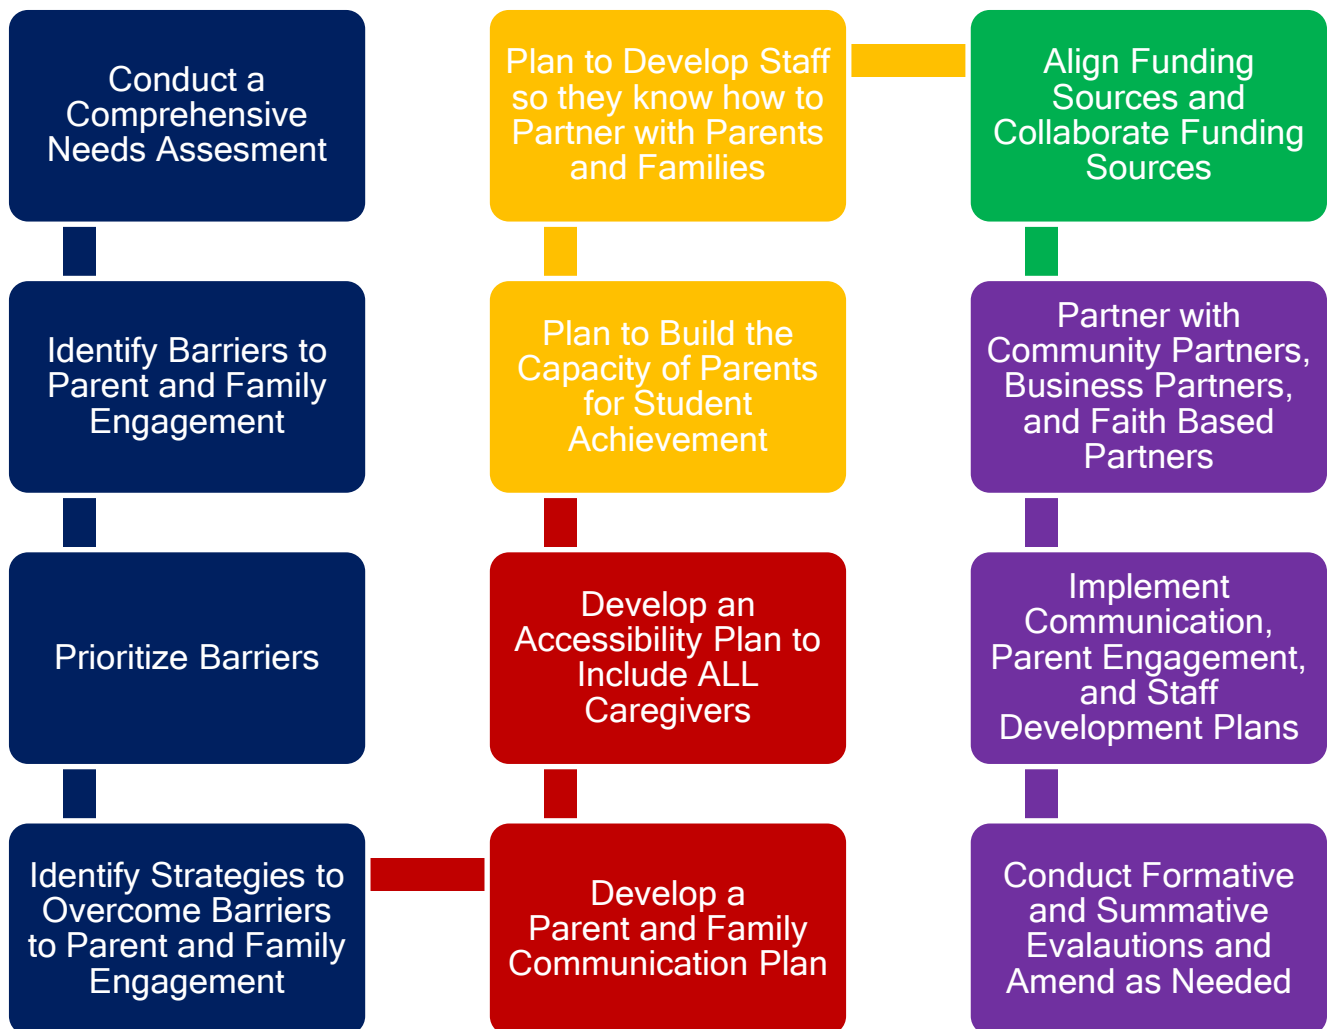 Conduct a
Comprehensive
Needs Assesment
Identify Barriers to
Parent and Family
Engagement
Prioritize Barriers
Identify Strategies to
Overcome Barriers
to Parent and Family
Engagement
Develop a
Parent and Family
Communication Plan
Develop an
Accessibility Plan to
Include ALL
Caregivers
Plan to Build the
Capacity of Parents
for Student
Achievement
Plan to Develop Staff
so they know how to
Partner with Parents
and Families
Align Funding
Sources and
Collaborate Funding
Sources
Partner with
Community Partners,
Business Partners,
and Faith Based
Partners
Implement
Communication,
Parent Engagement,
and Staff
Development Plans
Conduct Formative
and Summative
Evalautions and
Amend as Needed